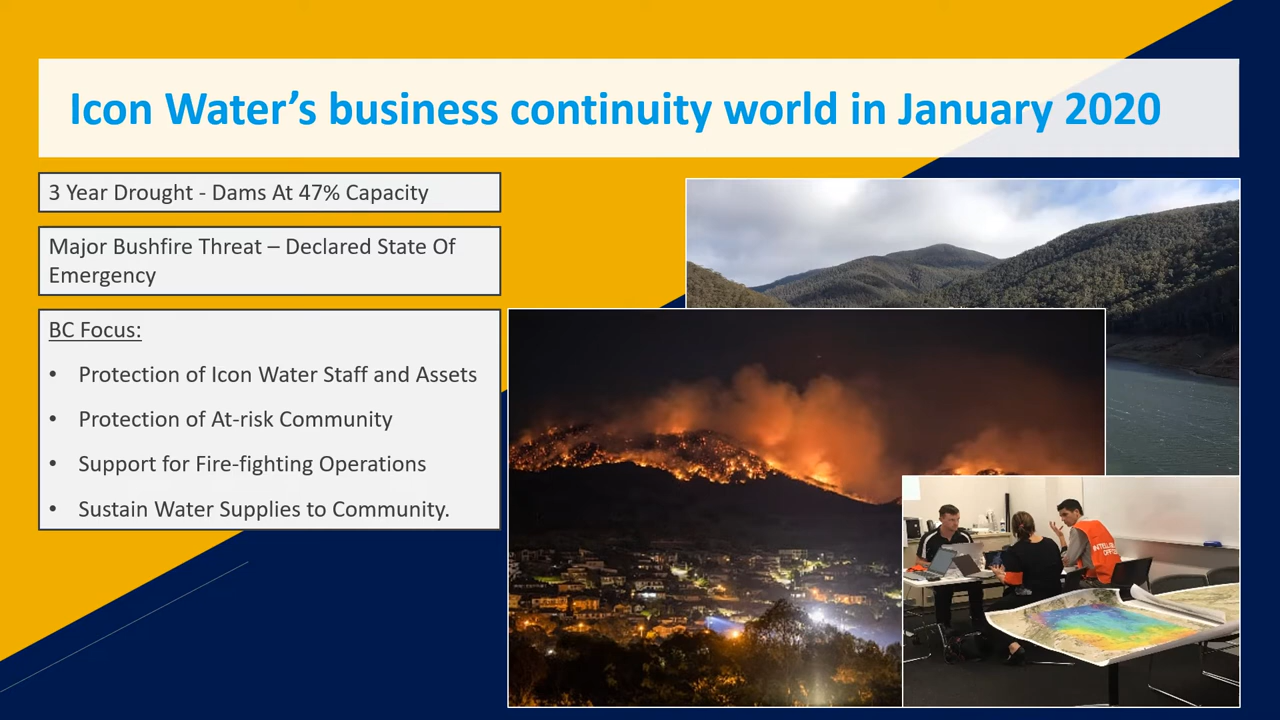 Icon Water’s business continuity world in January 2020
3 Year Drought - Dams At 47% Capacity
Major Bushfire Threat – Declared State Of
Emergency
BC Focus:
• Protection of Icon Water Staff and Assets
• Protection of At-risk Community
• Support for Fire-fighting Operations
• Sustain Water Supplies to Community.